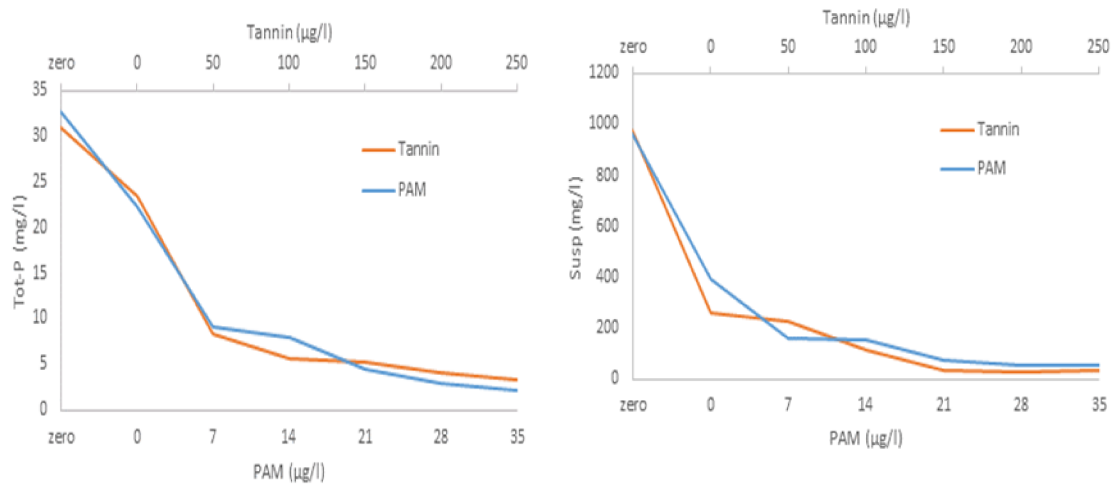 Tannin (µg/l)
zero 0 50 100 150 200 250
35
30
25
20
15
10
5
0
Tot-P (mg/l)
Tannin
PAM
zero 0 7 14 21 28 35
PAM (µg/l)
Tannin (µg/l)
zero 0 50 100 150 200 250
1200
1000
800
600
400
200
0
Susp (mg/l)
Tannin
PAM
zero 0 7 14 21 28 35
PAM (µg/l)